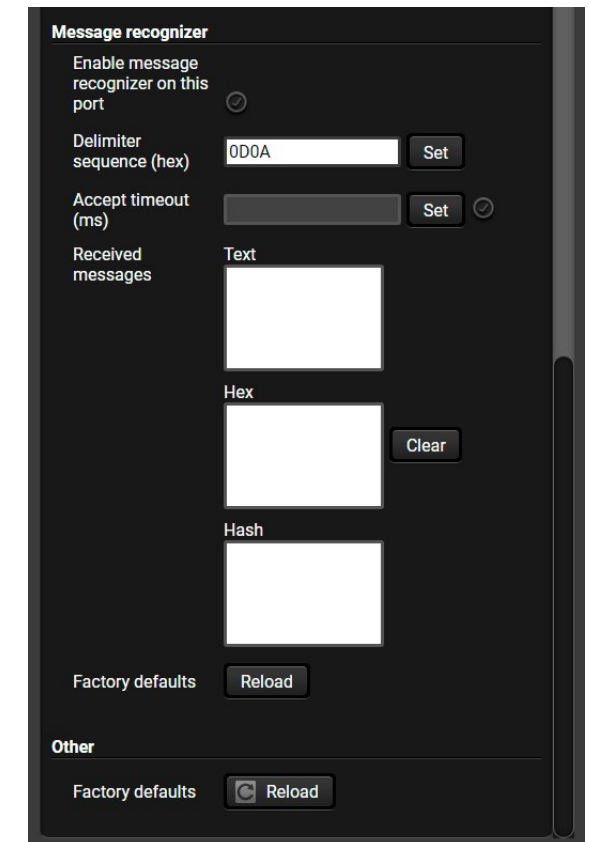 Message recognizer
Enable message
recognizer on this
port
Delimiter
sequence (hex)
0D0A
Set
Accept timeout
(ms)
Set
Received
messages
Text
Hex
Clear
Hash
Factory defaults
Reload
Other
Factory defaults
Reload